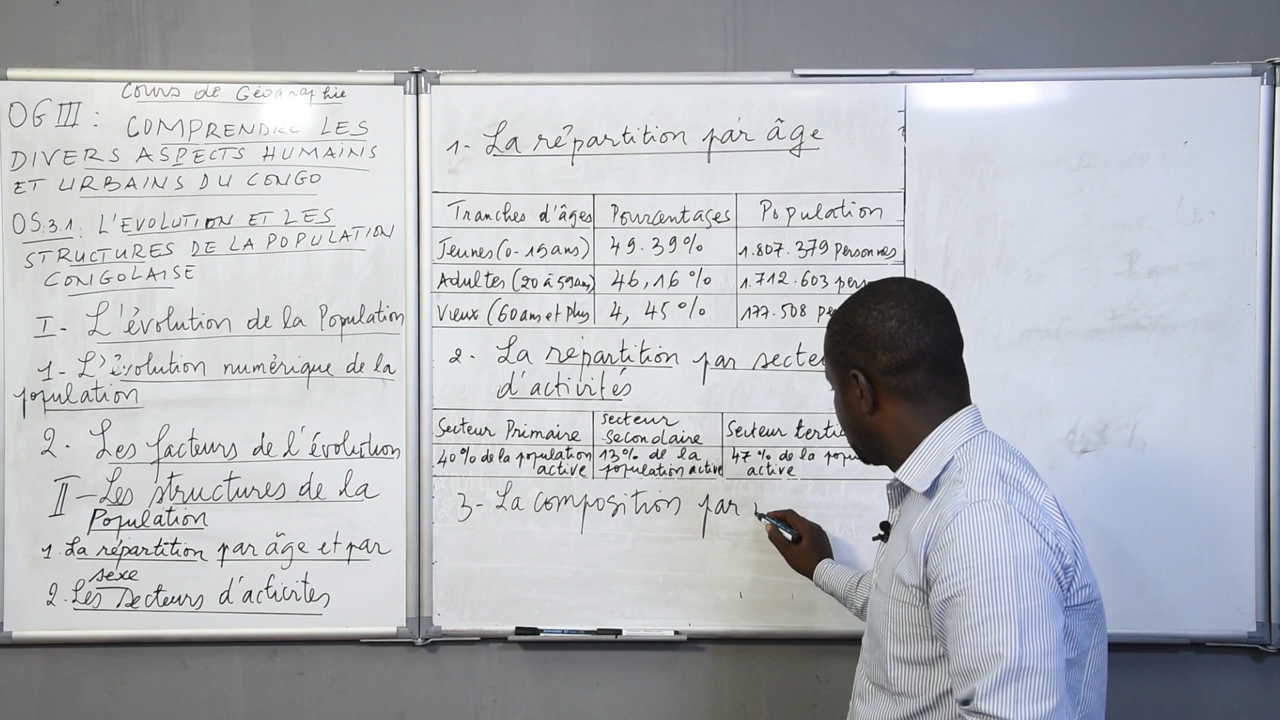 Cours de Géographie
OG III : COMPRENDRE LES
DIVERS ASPECTS HUMAINS
ET URBAINS DU CONGO
OS.3.1: L'EVOLUTION ET LES
STRUCTURES DE LA POPULATION
CONGOLAISE
I- L'évolution de la Population
1- L'évolution numérique de la
population
2. Les facteurs de l'évolution
II- Les structures de la
Population
1. La répartition par âge et par
sexe
2. Les secteurs d'activités
1- La répartition par âge
Tranches d'âges Pourcentages Population
Jeunes (0-19ans) 49.39% 1.807.379 Personnes
Adultes (20 à 59ans) 46,16 % 1.712.603 pers
Vieux (60 ans et plus 4, 45 % 177.508 pe
2. La répartition par secte
d'activités
Secteur Primaire Secteur Secondaire Secteur terti
40% de la population active 13% de la population active 47 % de la popu active
3- La composition par